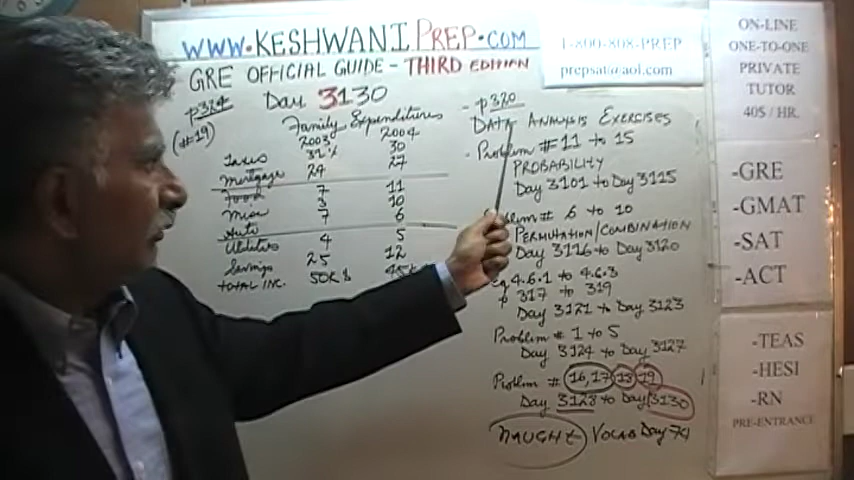 WWW.KESHWANIPREP.COM
GRE OFFICIAL GUIDE - THIRD EDITION
Day 3130
p324
(#19)
Family Expenditures
2003 2004
Taxes 31% 30
Mortgage 27
Food 7 11
Misc 3 10
Auto 7 6
Utilities 4 5
Savings 25 12
TOTAL INC. 50K$
- p320
DATA ANALYSIS EXERCISES
- Problem #11 to 15
PROBABILITY
Day 3101 to Day 3115
Problem # 6 to 10
PERMUTATION/COMBINATION
Day 3116 to Day 3120
4.6.1 to 4.6.3
p 317 to 319
Day 3121 to Day 3123
Problem # 1 to 5
Day 3124 to Day 3127
Problem # 16, 17 18 19
Day 3128 to Day 3130
NAUGHT Vocab Day
1-800-808-PREP
prepsat@aol.com
ON-LINE
ONE-TO-ONE
PRIVATE
TUTOR
40$ / HR.
-GRE
-GMAT
-SAT
-ACT
-TEAS
-HESI
-RN
PRE-ENTRANCE